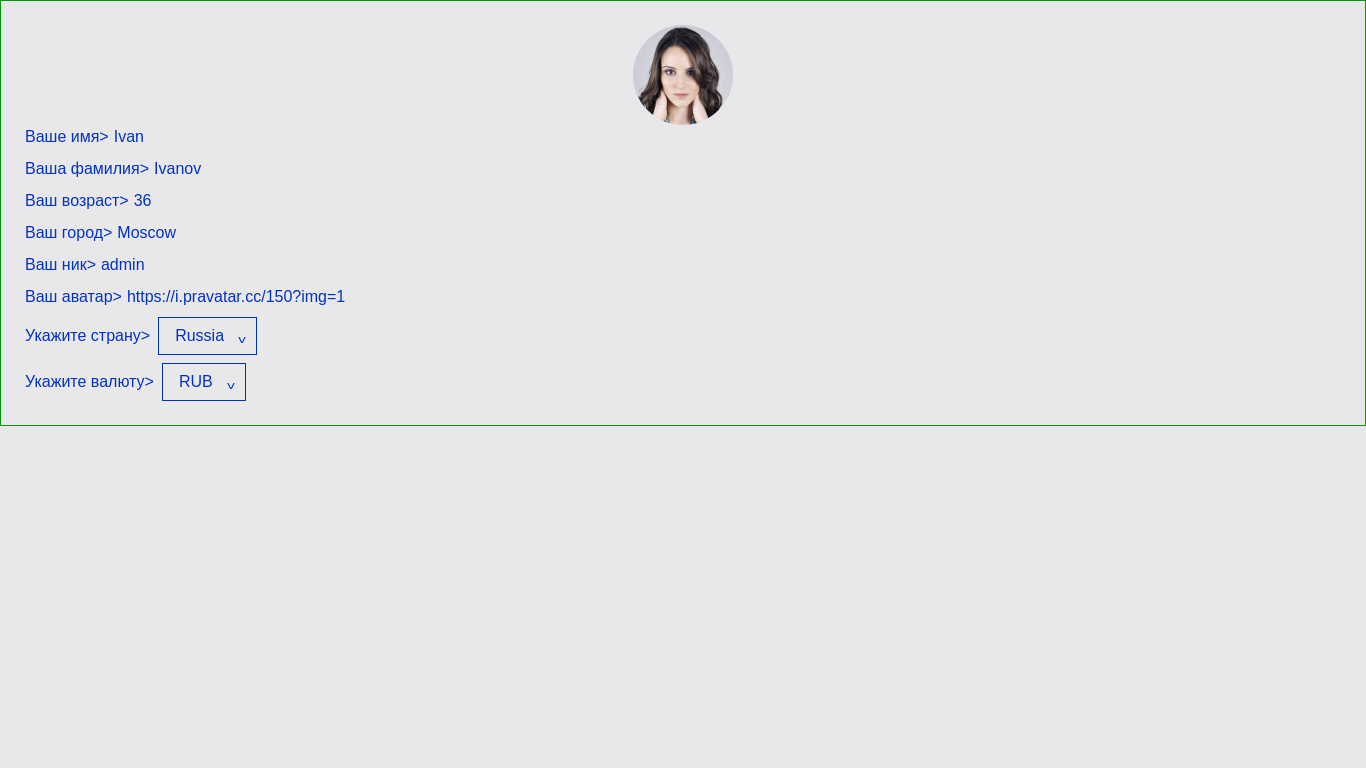 Ваше имя> Ivan
Ваша фамилия> Ivanov
Ваш возраст> 36
Ваш город> Moscow
Ваш ник> admin
Ваш аватар> https://i.pravatar.cc/150?img=1
Укажите страну> Russia
Укажите валюту> RUB